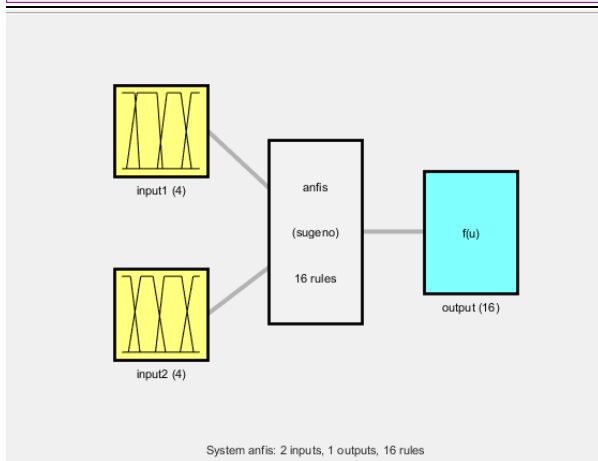 input1 (4)
anfis
(sugeno)
16 rules
f(u)
output (16)
input2 (4)
System anfis: 2 inputs, 1 outputs, 16 rules